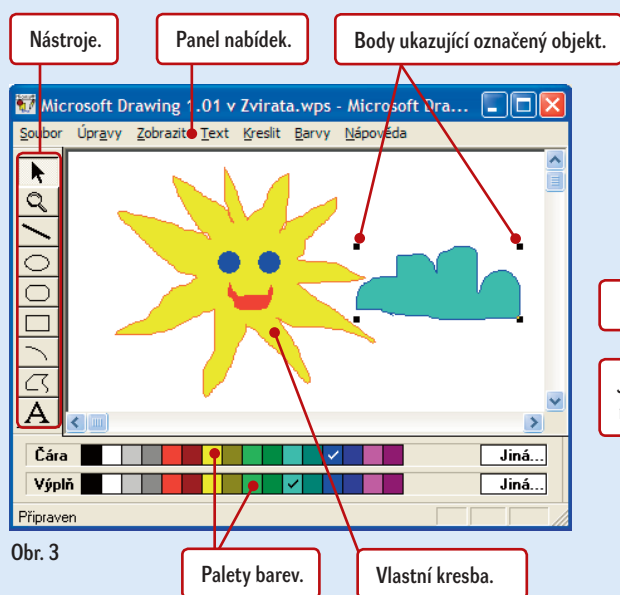 Nástroje.
Panel nabídek.
Body ukazující označený objekt.
Microsoft Drawing 1.01 v Zvirata.wps - Microsoft Dra...
Soubor Úpravy Zobrazit Text Kreslit Barvy Nápověda
A
Čára
Jiná...
Výplň
Jiná...
Připraven
Obr. 3
Palety barev.
Vlastní kresba.